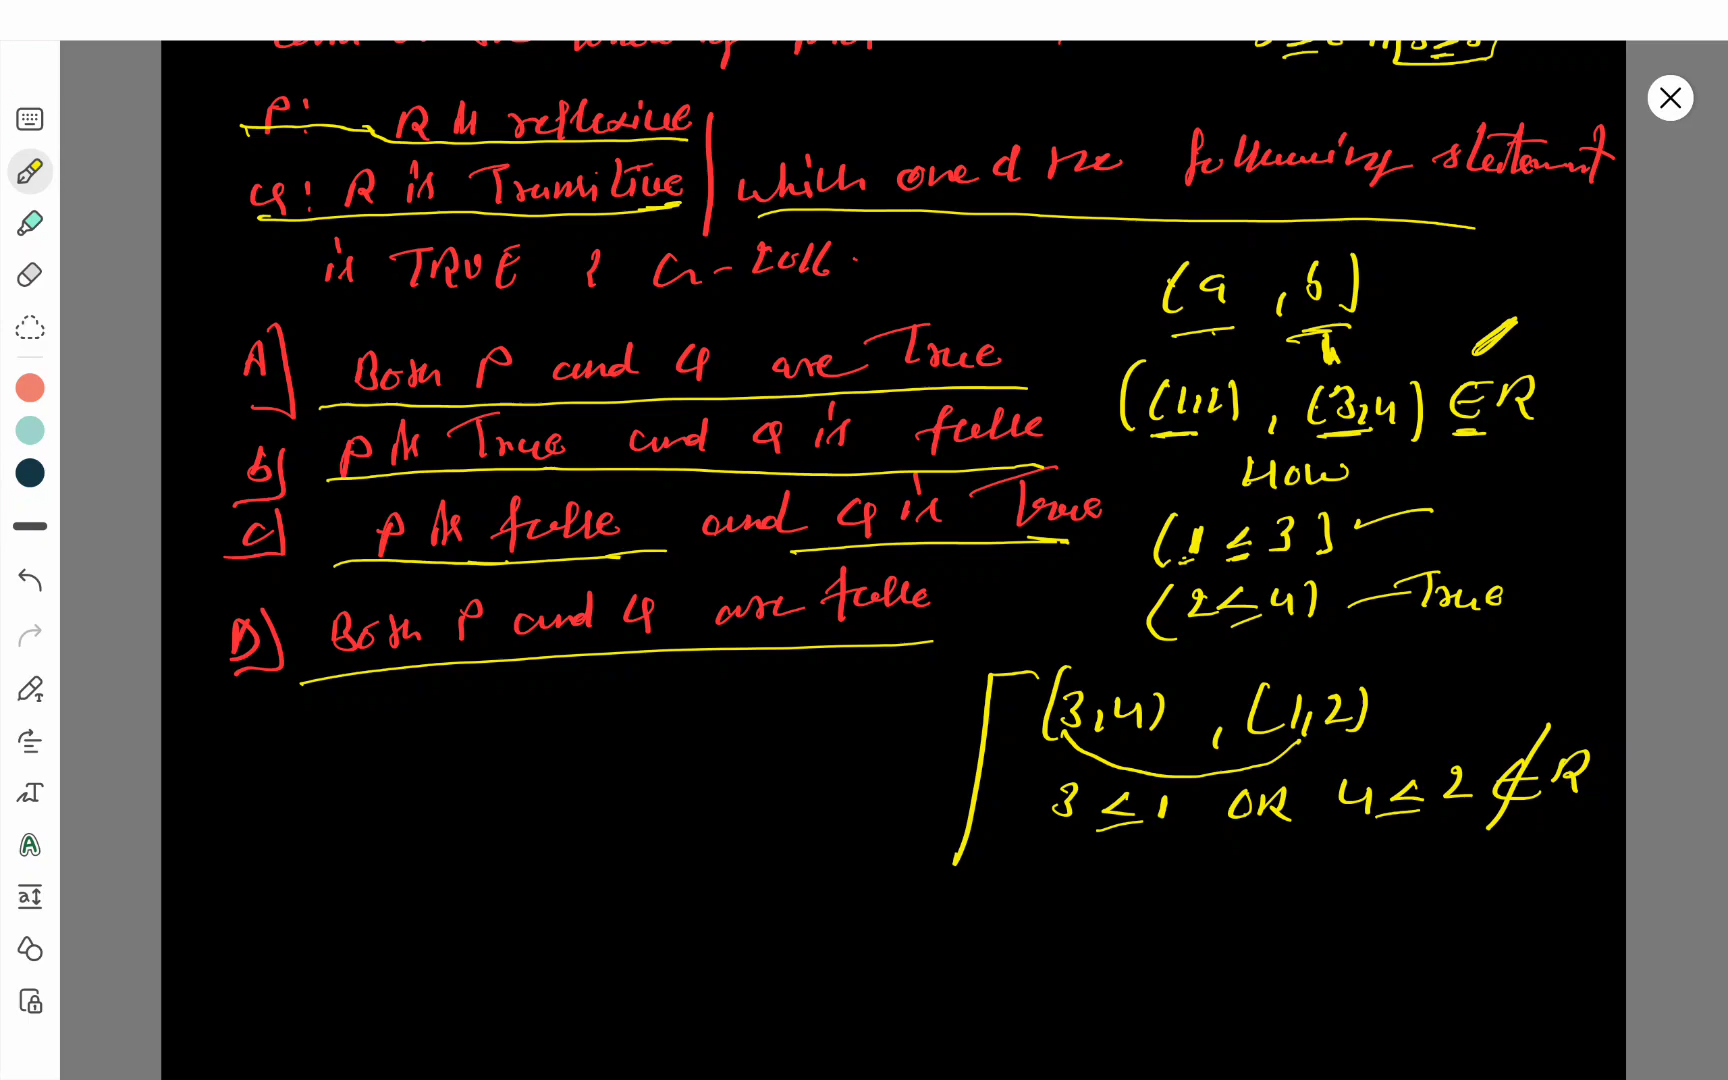 P: R is reflexive
q: R is Transitive | which one of the following statement
is TRUE ?
(a, b)
A] Both P and q are True
((1,2), (3,4) ∈ R
b] P is True and q is false
How
c] P is false and q is True
(1 ≤ 3]
(2 ≤ 4) — True
D] Both P and q are false
(3,4), (1,2)
3 ≤ 1 OR 4 ≤ 2 ∉ R